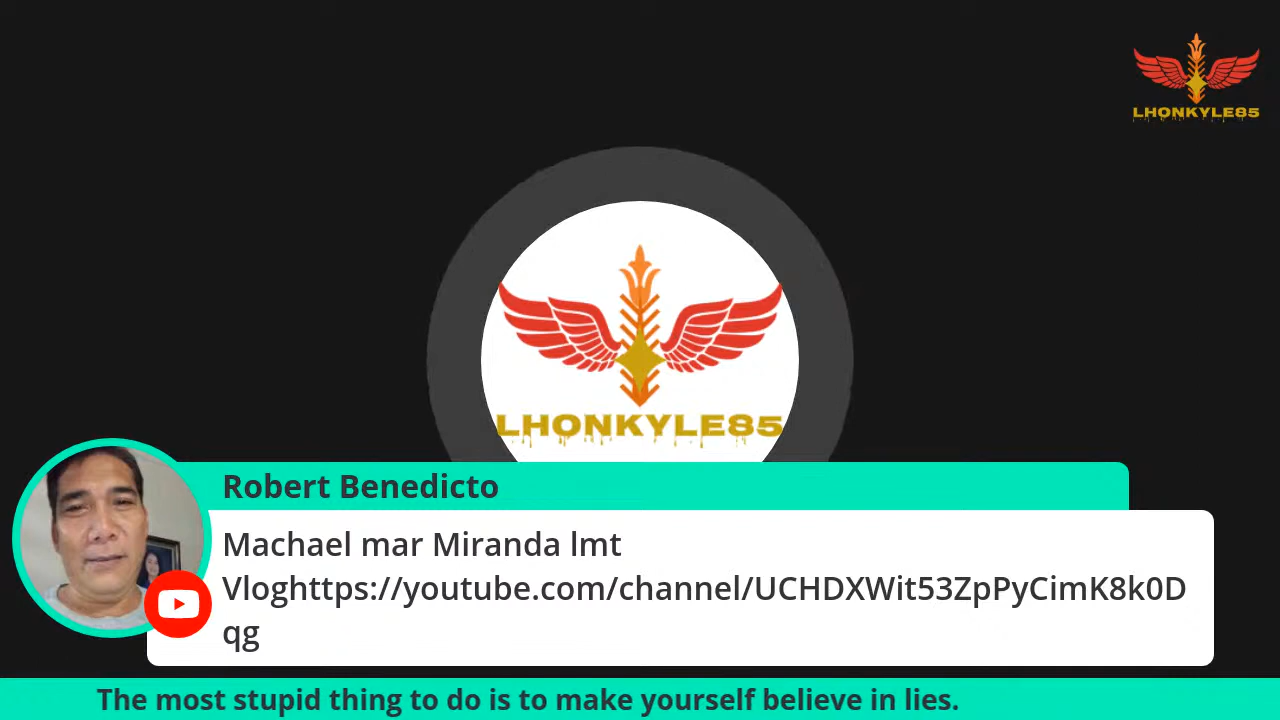 LHONKYLE85
LHONKYLE85
Robert Benedicto
Machael mar Miranda lmt
Vloghttps://youtube.com/channel/UCHDXWit53ZpPyCimK8k0D
qg
The most stupid thing to do is to make yourself believe in lies.